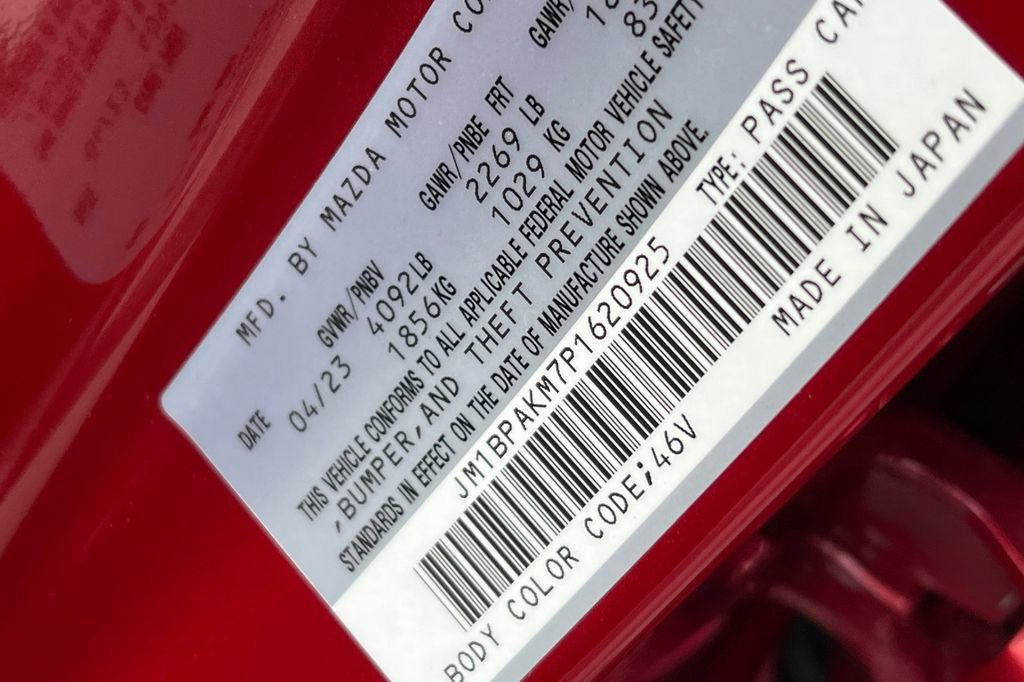 MFD. BY MAZDA MOTOR
DATE GVWR/PNBV GAWR/PNBE FRT GAWR/
04/23 4092LB 2269 LB
1856KG 1029 KG
THIS VEHICLE CONFORMS TO ALL APPLICABLE FEDERAL MOTOR VEHICLE SAFETY
,BUMPER,AND THEFT PREVENTION
STANDARDS IN EFFECT ON THE DATE OF MANUFACTURE SHOWN ABOVE.
JM1BPAKM7P1620925 TYPE: PASS
BODY COLOR CODE;46V MADE IN JAPAN